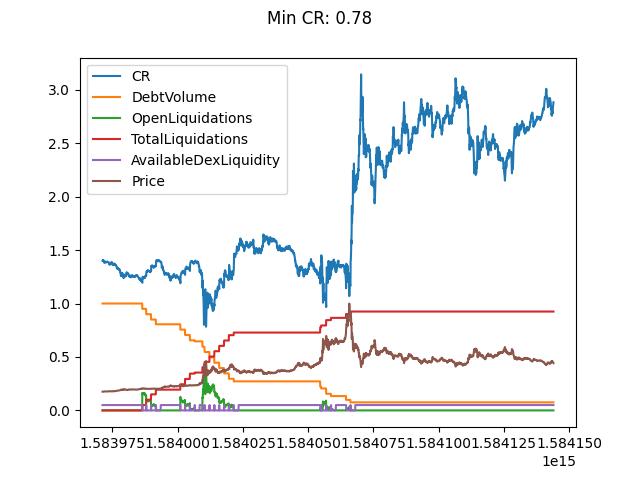 Min CR: 0.78
CR
DebtVolume
OpenLiquidations
TotalLiquidations
AvailableDexLiquidity
Price
3.0
2.5
2.0
1.5
1.0
0.5
0.0
1.583975 1.584000 1.584025 1.584050 1.584075 1.584100 1.584125 1.584150
1e15